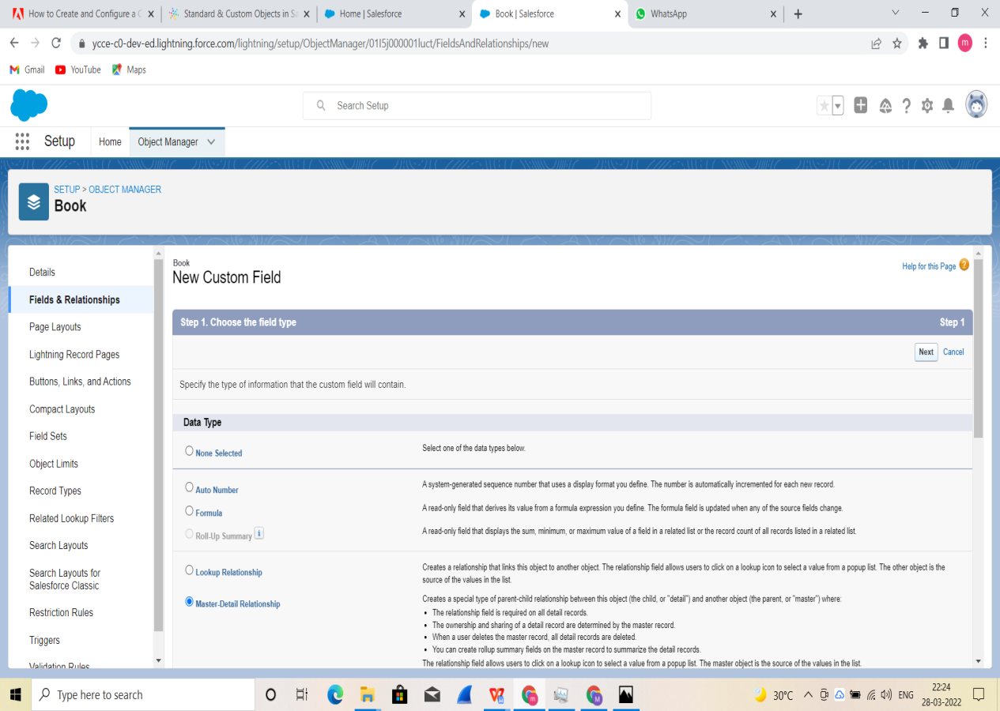 How to Create and Configure a C
Standard & Custom Objects in Sa
Home | Salesforce
Book | Salesforce
WhatsApp
ycce-c0-dev-ed.lightning.force.com/lightning/setup/ObjectManager/01I5j000001luct/FieldsAndRelationships/new
m
Gmail
YouTube
Maps
Search Setup
Setup
Home
Object Manager
SETUP > OBJECT MANAGER
Book
Details
Fields & Relationships
Page Layouts
Lightning Record Pages
Buttons, Links, and Actions
Compact Layouts
Field Sets
Object Limits
Record Types
Related Lookup Filters
Search Layouts
Search Layouts for
Salesforce Classic
Restriction Rules
Triggers
Validation Rules
Book
New Custom Field
Help for this Page
Step 1. Choose the field type
Step 1
Next
Cancel
Specify the type of information that the custom field will contain.
Data Type
None Selected
Select one of the data types below.
Auto Number
A system-generated sequence number that uses a display format you define. The number is automatically incremented for each new record.
Formula
A read-only field that derives its value from a formula expression you define. The formula field is updated when any of the source fields change.
Roll-Up Summary
A read-only field that displays the sum, minimum, or maximum value of a field in a related list or the record count of all records listed in a related list.
Lookup Relationship
Creates a relationship that links this object to another object. The relationship field allows users to click on a lookup icon to select a value from a popup list. The other object is the
source of the values in the list.
Master-Detail Relationship
Creates a special type of parent-child relationship between this object (the child, or "detail") and another object (the parent, or "master") where:
• The relationship field is required on all detail records.
• The ownership and sharing of a detail record are determined by the master record.
• When a user deletes the master record, all detail records are deleted.
• You can create rollup summary fields on the master record to summarize the detail records.
The relationship field allows users to click on a lookup icon to select a value from a popup list. The master object is the source of the values in the list.
Type here to search
30°C
ENG
22:24
28-03-2022